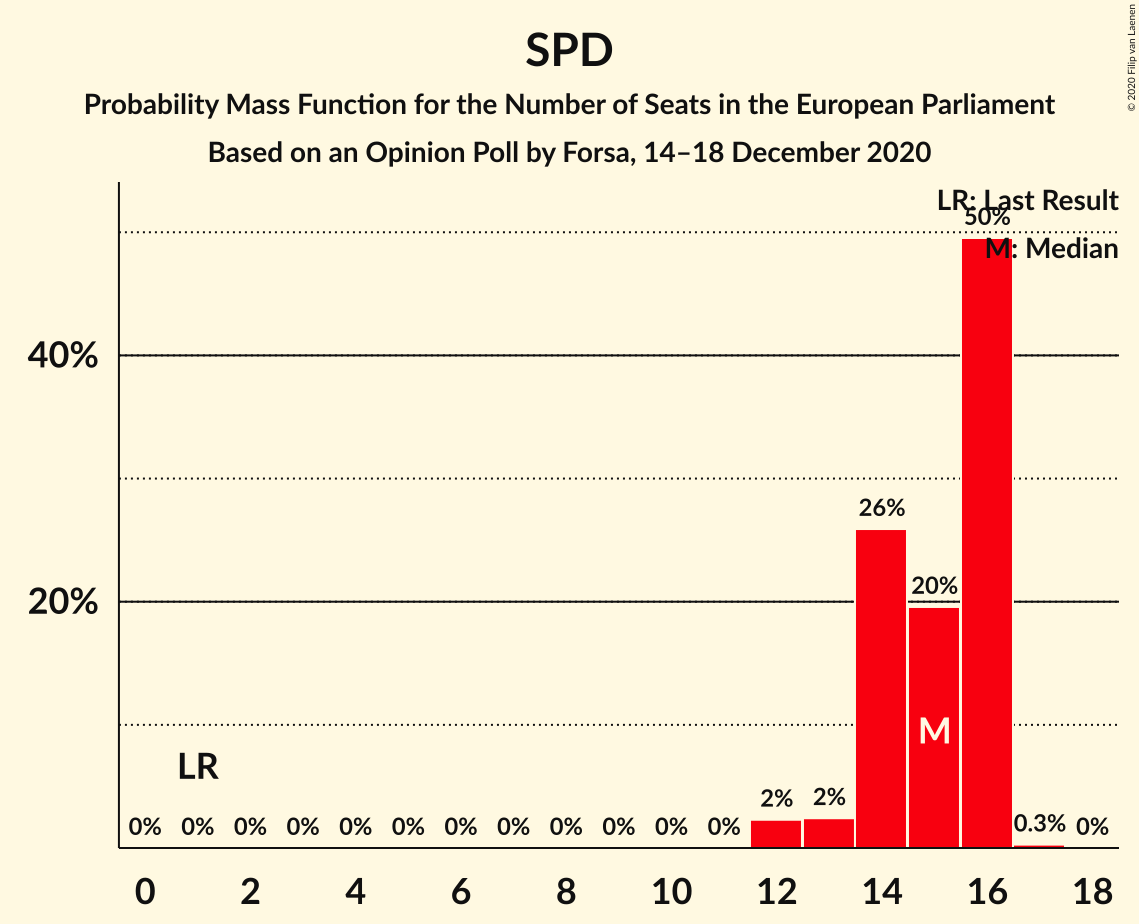 SPD
Probability Mass Function for the Number of Seats in the European Parliament
Based on an Opinion Poll by Forsa, 14–18 December 2020
© 2020 Filip van Laenen
LR: Last Result
M: Median
50%
40%
26%
20%
20%
M
LR
0% 0% 0% 0% 0% 0% 0% 0% 0% 0% 0% 0% 2% 2% 0.3% 0%
0 2 4 6 8 10 12 14 16 18